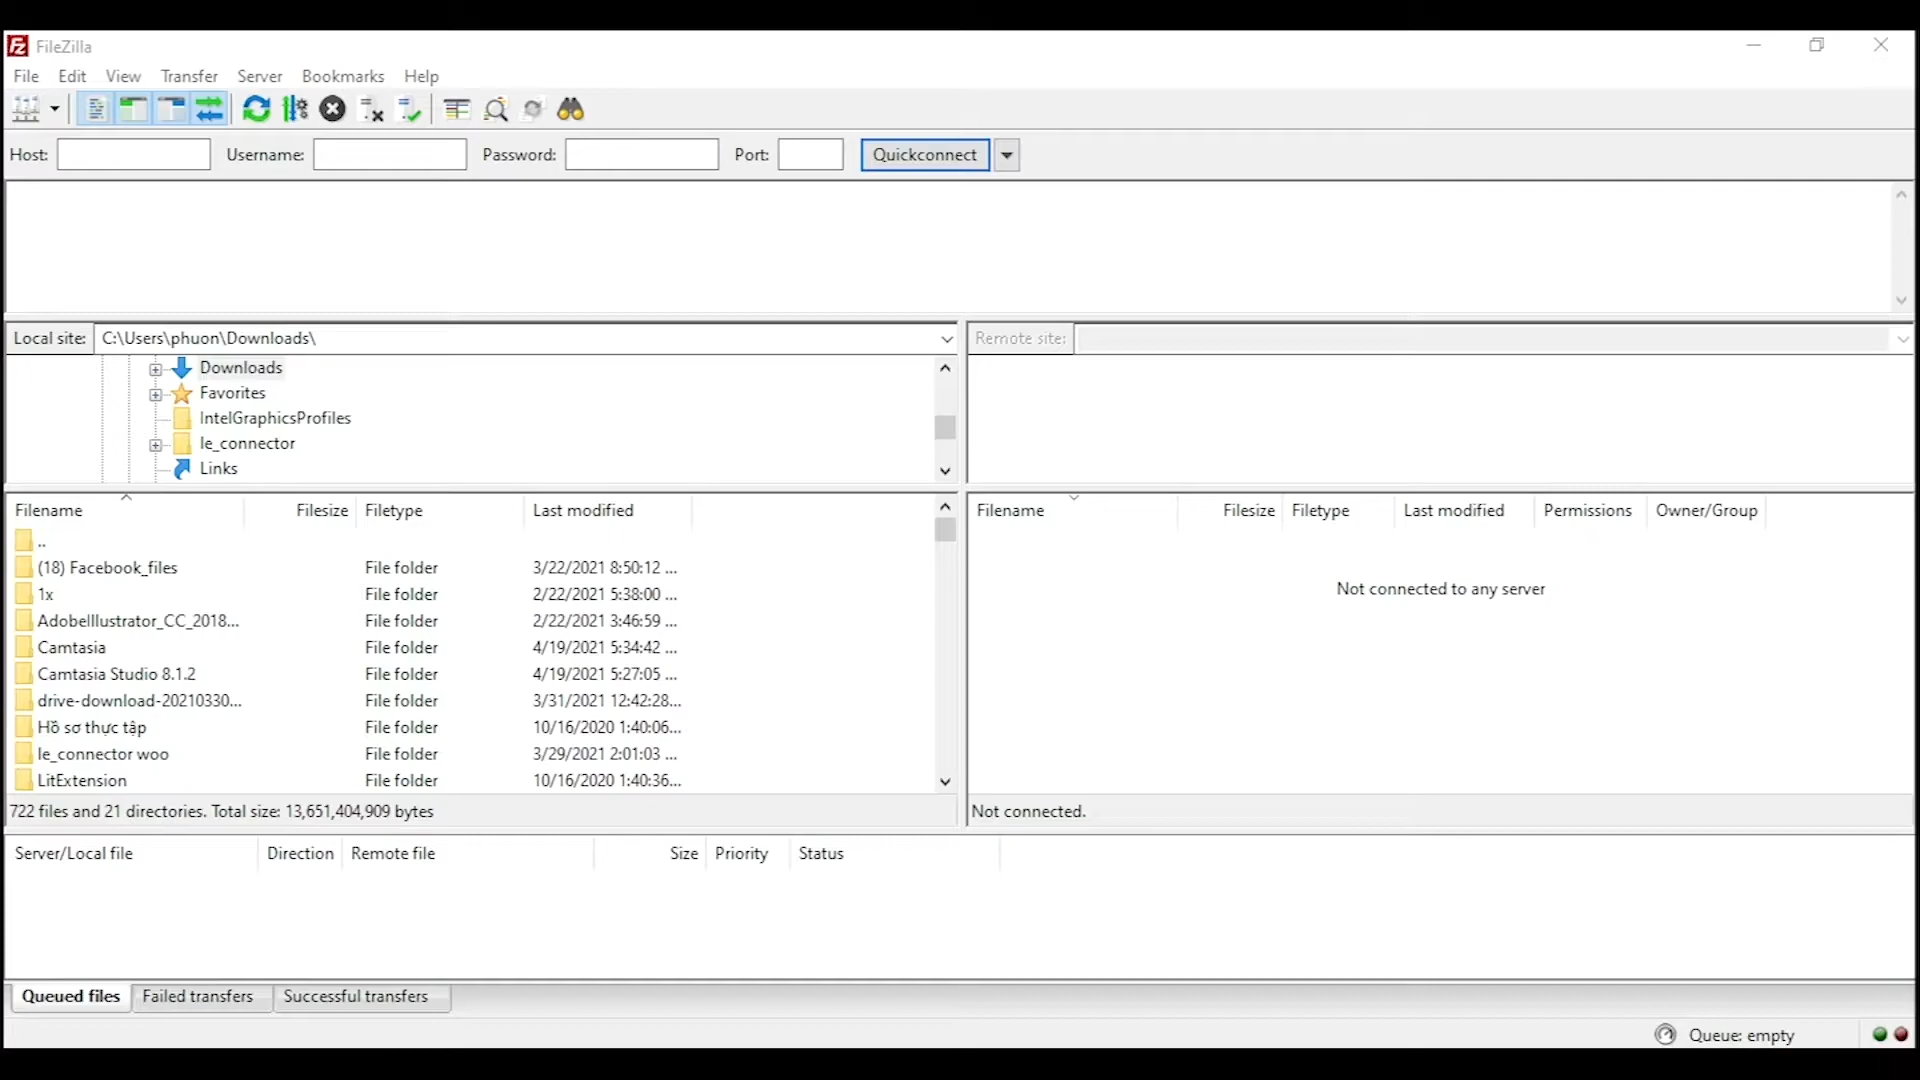 FileZilla
File Edit View Transfer Server Bookmarks Help
Host: Username: Password: Port: Quickconnect
Local site: C:\Users\phuon\Downloads\
Downloads
Favorites
IntelGraphicsProfiles
le_connector
Links
Filename Filesize Filetype Last modified
..
(18) Facebook_files File folder 3/22/2021 8:50:12 ...
1x File folder 2/22/2021 5:38:00 ...
AdobeIllustrator_CC_2018... File folder 2/22/2021 3:46:59 ...
Camtasia File folder 4/19/2021 5:34:42 ...
Camtasia Studio 8.1.2 File folder 4/19/2021 5:27:05 ...
drive-download-20210330... File folder 3/31/2021 12:42:28...
Hồ sơ thực tập File folder 10/16/2020 1:40:06...
le_connector woo File folder 3/29/2021 2:01:03 ...
LitExtension File folder 10/16/2020 1:40:36...
722 files and 21 directories. Total size: 13,651,404,909 bytes
Remote site:
Filename Filesize Filetype Last modified Permissions Owner/Group
Not connected to any server
Not connected.
Server/Local file Direction Remote file Size Priority Status
Queued files Failed transfers Successful transfers
Queue: empty